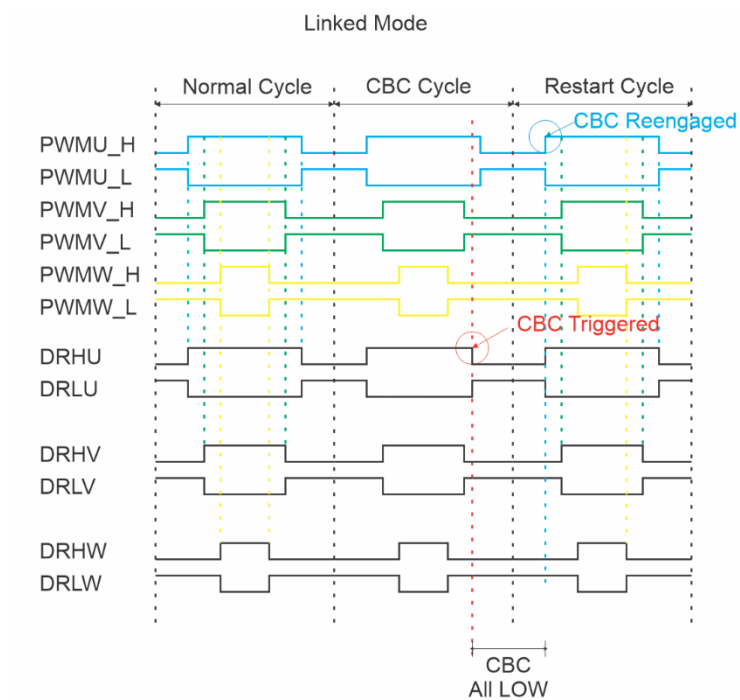 Linked Mode
Normal Cycle
CBC Cycle
Restart Cycle
CBC Reengaged
PWMU_H
PWMU_L
PWMV_H
PWMV_L
PWMW_H
PWMW_L
CBC Triggered
DRHU
DRLU
DRHV
DRLV
DRHW
DRLW
CBC
All LOW